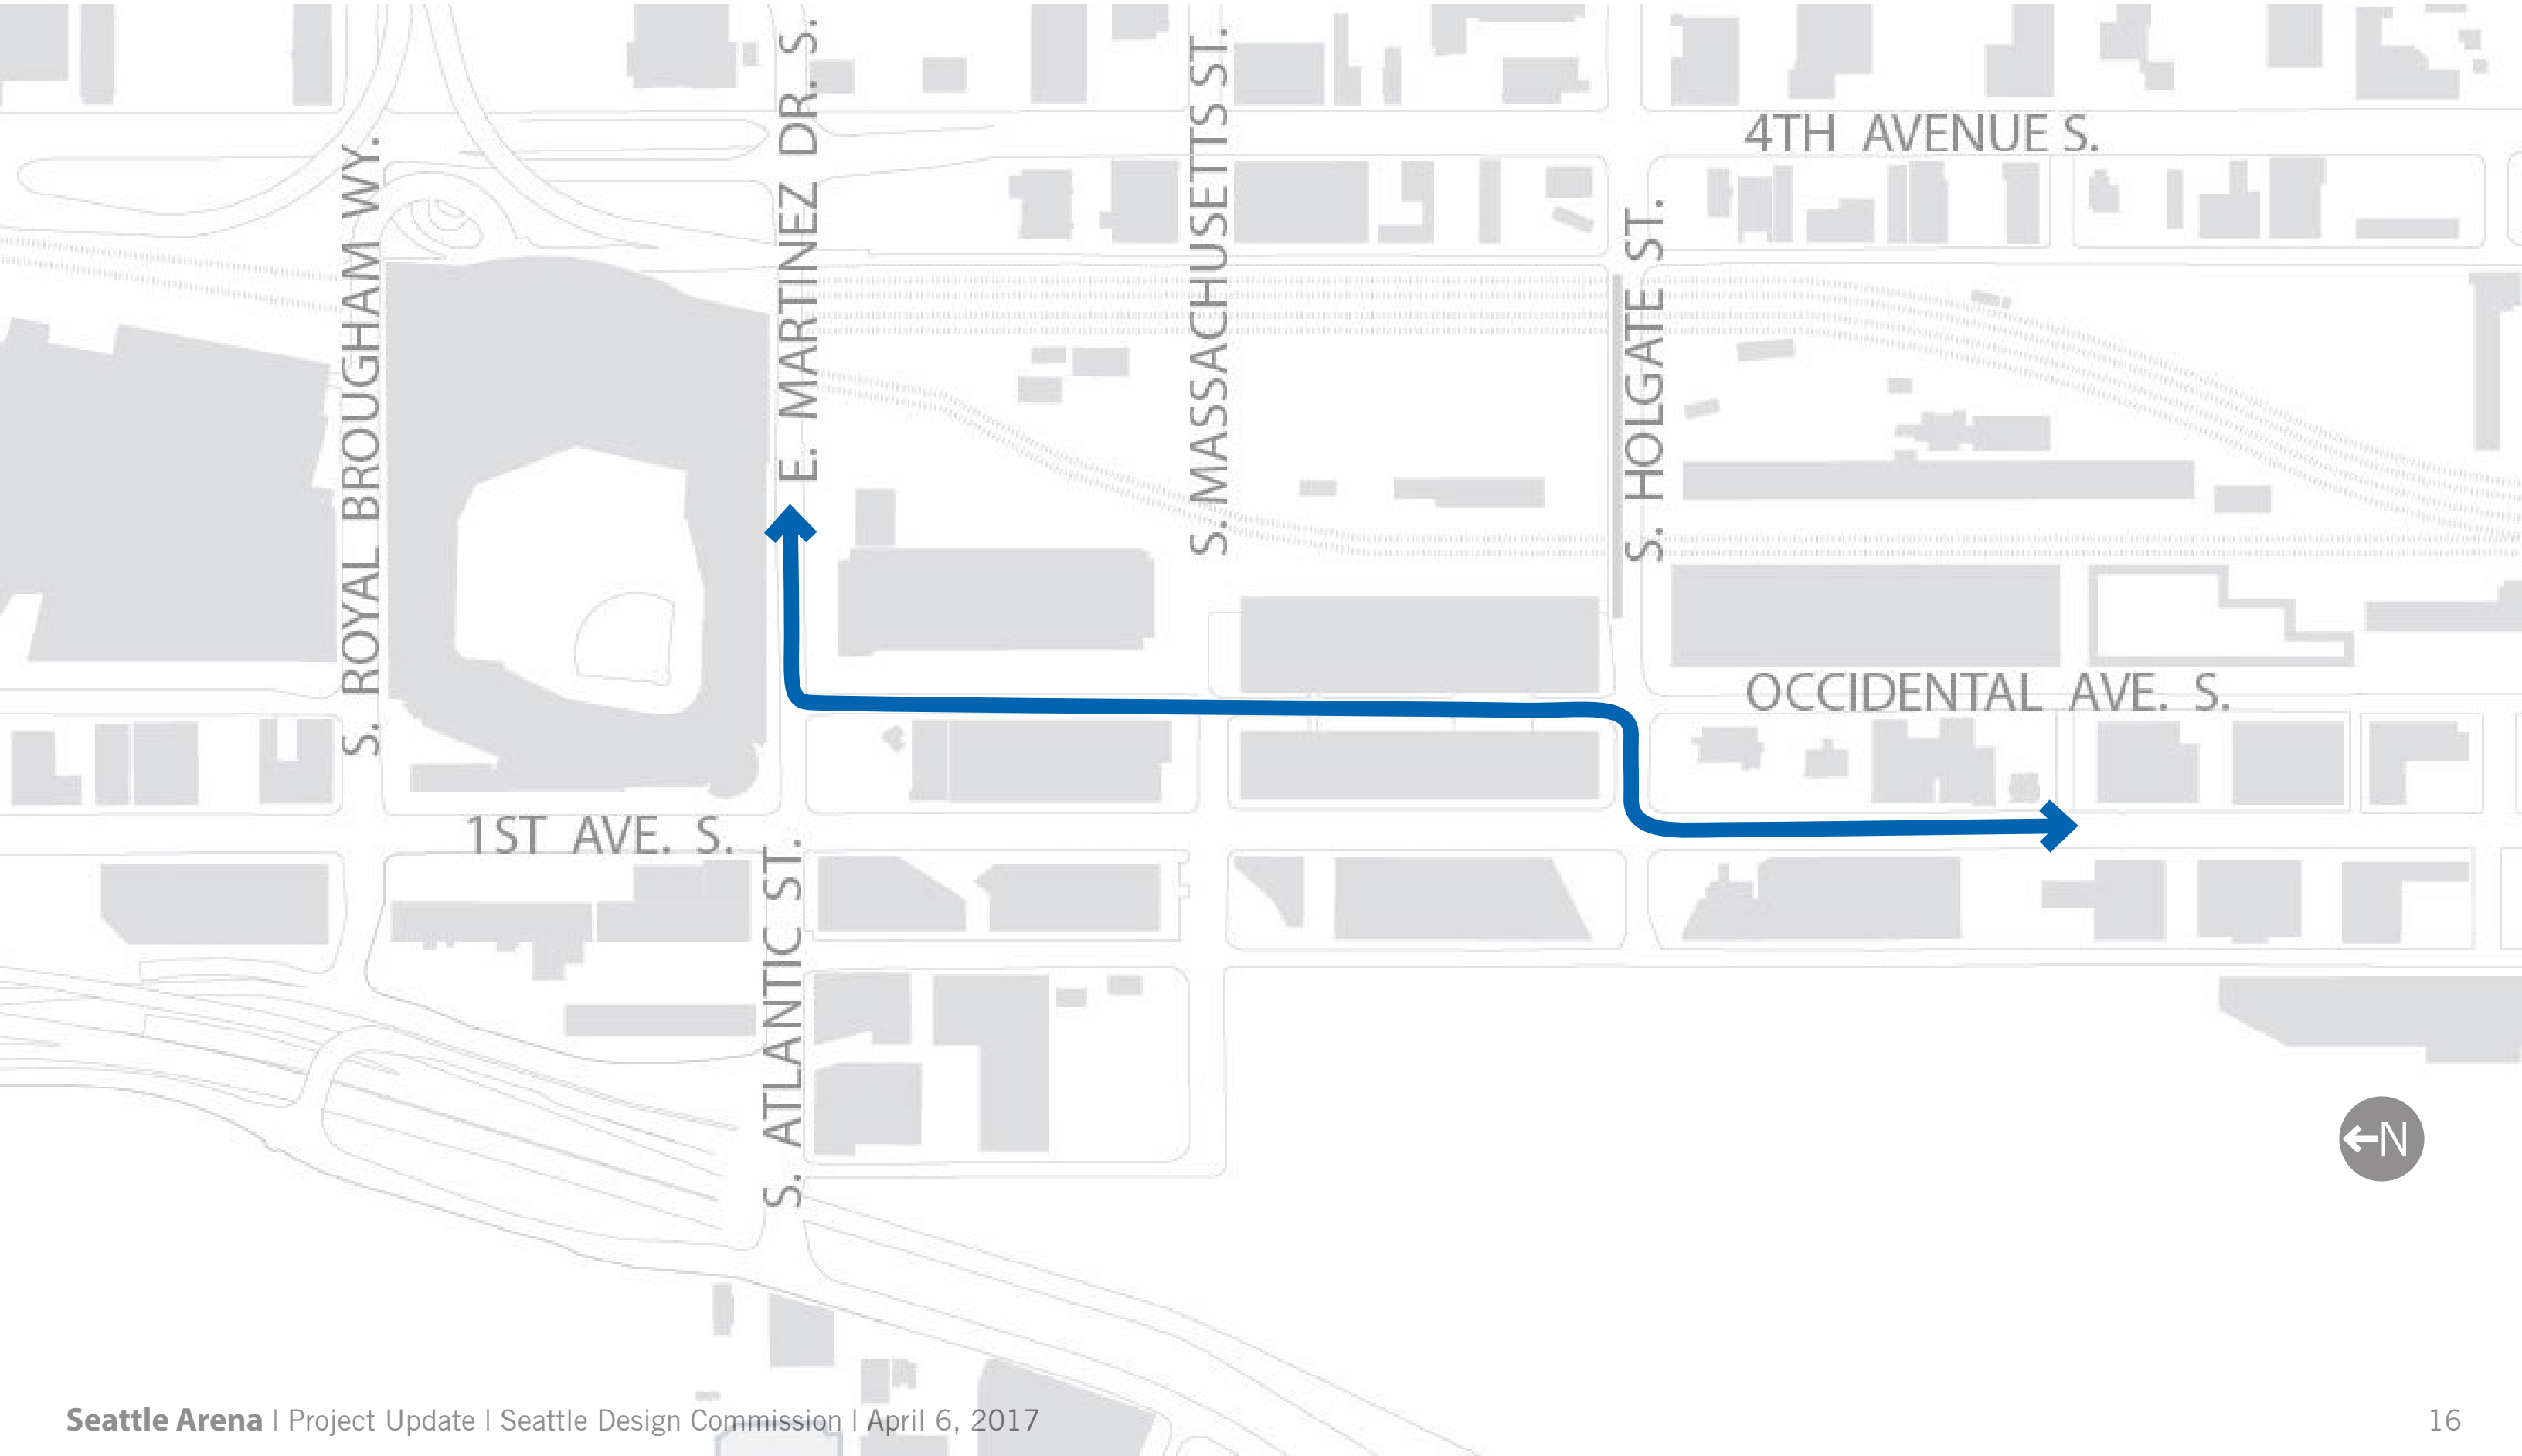 S. ROYAL BROUGHAM WY.
E. MARTINEZ DR. S.
S. MASSACHUSETTS ST.
4TH AVENUE S.
S. HOLGATE ST.
OCCIDENTAL AVE. S.
1ST AVE. S.
S. ATLANTIC ST.
←N
Seattle Arena | Project Update | Seattle Design Commission | April 6, 2017
16